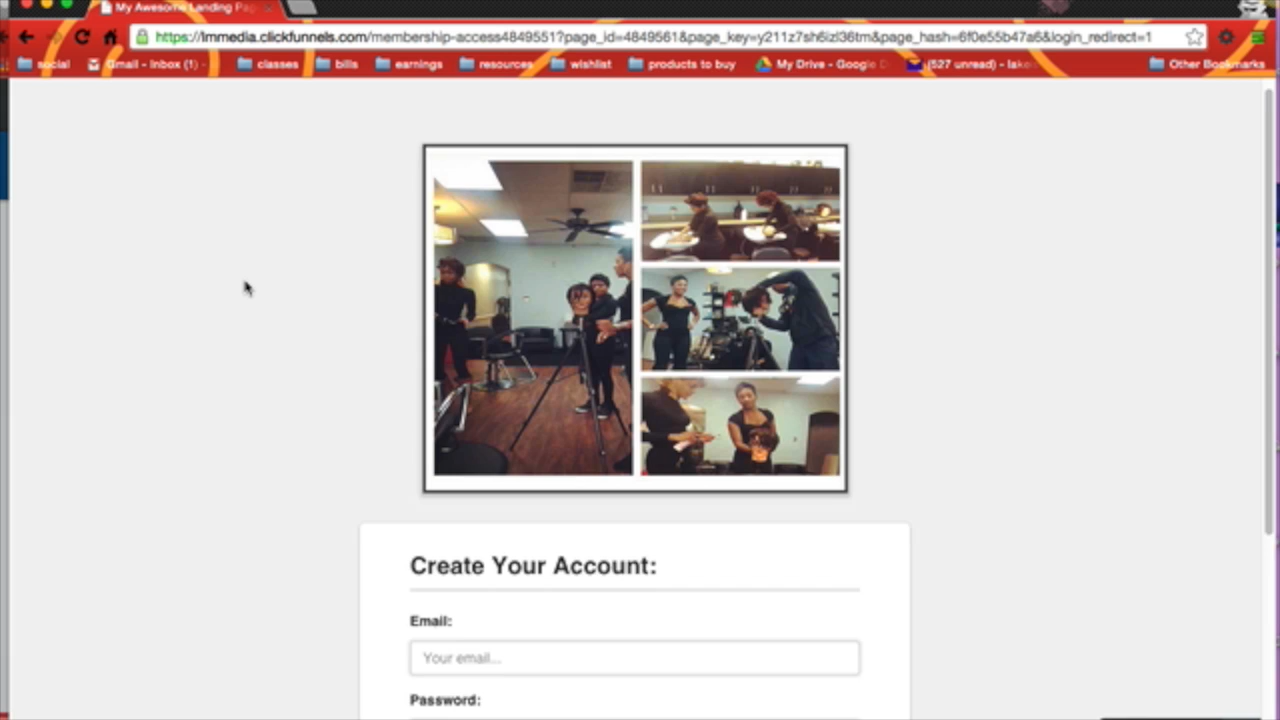 My Awesome Landing Pa
https://lmmedia.clickfunnels.com/membership-access4849551?page_id=4849561&page_key=y211z7sh6izl36tm&page_hash=6f0e55b47a6&login_redirect=1
social Gmail - Inbox (1) classes bills earnings resources wishlist products to buy My Drive - Google D (527 unread) - lake Other Bookmarks
Create Your Account:
Email:
Your email...
Password: